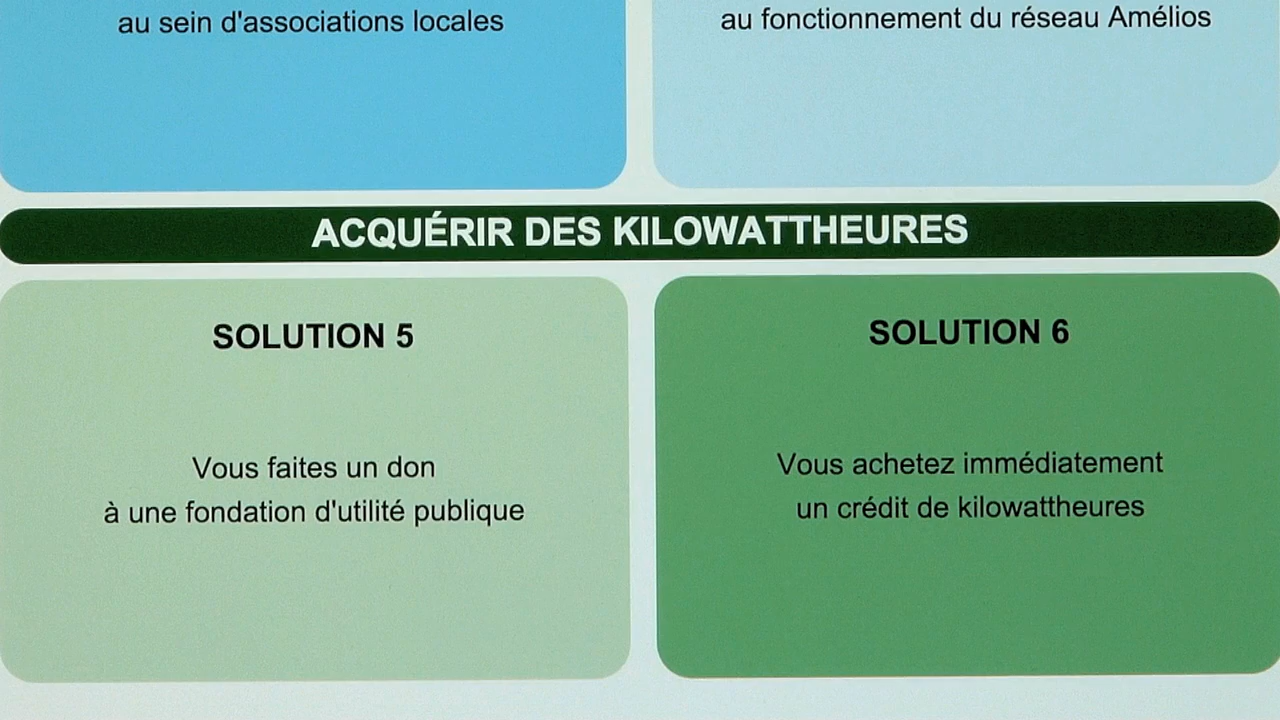 au sein d'associations locales
au fonctionnement du réseau Amélios
ACQUÉRIR DES KILOWATTHEURES
SOLUTION 5
Vous faites un don
à une fondation d'utilité publique
SOLUTION 6
Vous achetez immédiatement
un crédit de kilowattheures